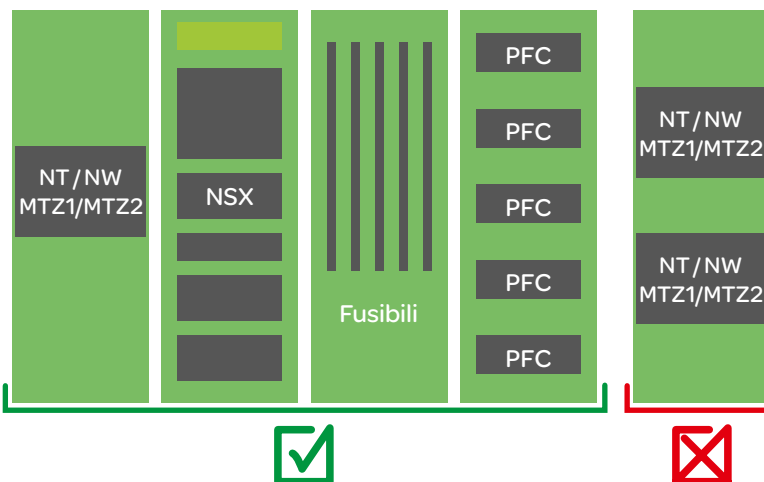 NT/NW
MTZ1/MTZ2
NSX
Fusibili
PFC
PFC
PFC
PFC
PFC
NT/NW
MTZ1/MTZ2
NT/NW
MTZ1/MTZ2